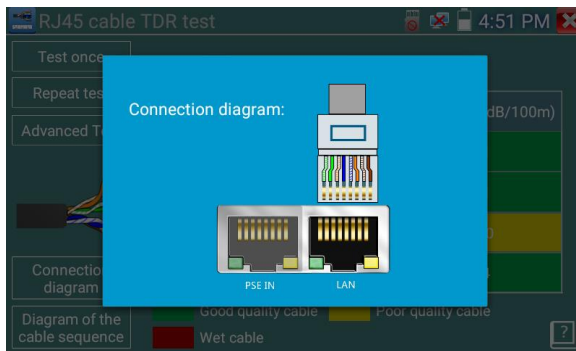 RJ45 cable TDR test
4:51 PM
Test once
Repeat tes
dB/100m)
Advanced T
Connection diagram:
Connectio
diagram
PSE IN
LAN
Diagram of the
cable sequence
Good quality cable
Poor quality cable
Wet cable
?